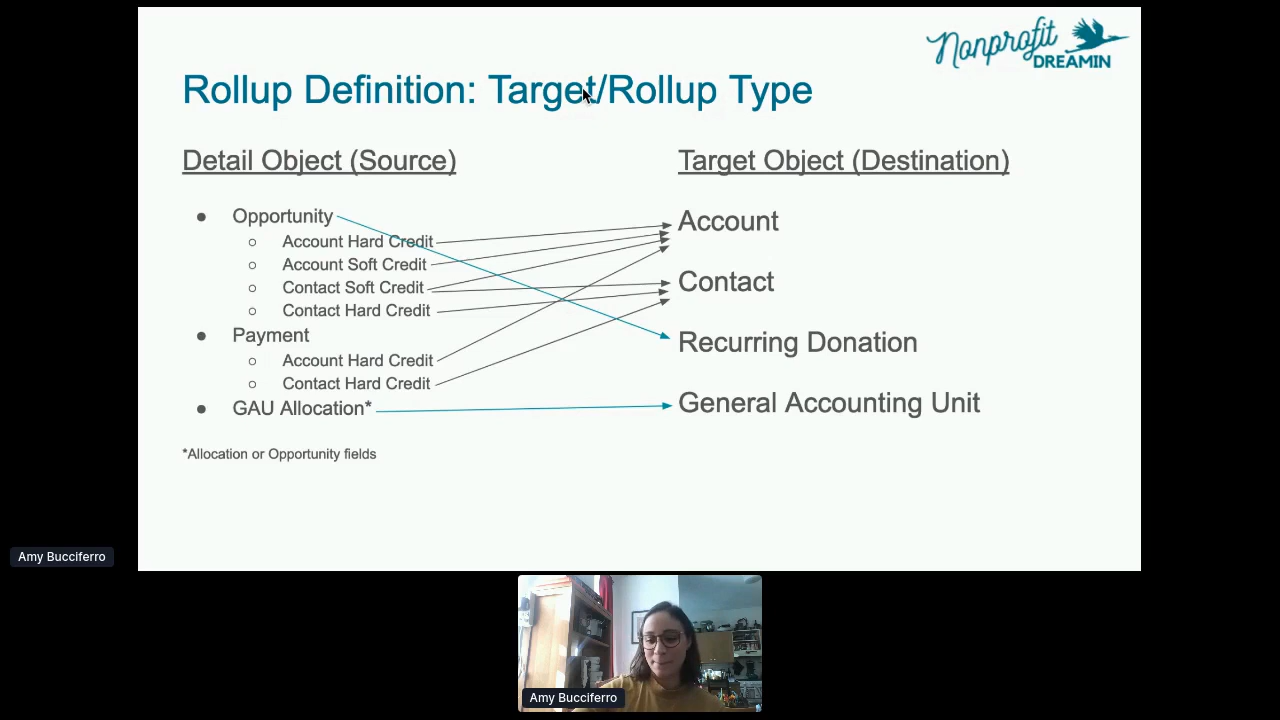 Nonprofit
DREAMIN
Rollup Definition: Target/Rollup Type
Detail Object (Source)
Opportunity
Account Hard Credit
Account Soft Credit
Contact Soft Credit
Contact Hard Credit
Payment
Account Hard Credit
Contact Hard Credit
GAU Allocation*
*Allocation or Opportunity fields
Target Object (Destination)
Account
Contact
Recurring Donation
General Accounting Unit
Amy Bucciferro
Amy Bucciferro